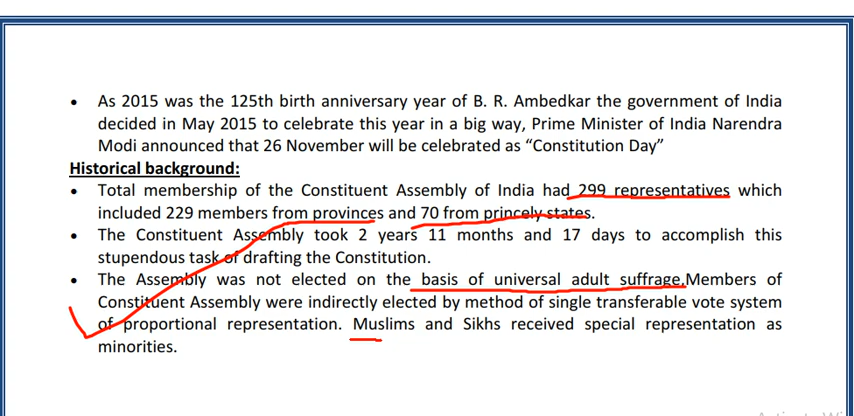 • As 2015 was the 125th birth anniversary year of B. R. Ambedkar the government of India
decided in May 2015 to celebrate this year in a big way, Prime Minister of India Narendra
Modi announced that 26 November will be celebrated as “Constitution Day”
Historical background:
• Total membership of the Constituent Assembly of India had 299 representatives which
included 229 members from provinces and 70 from princely states.
• The Constituent Assembly took 2 years 11 months and 17 days to accomplish this
stupendous task of drafting the Constitution.
• The Assembly was not elected on the basis of universal adult suffrage.Members of
Constituent Assembly were indirectly elected by method of single transferable vote system
of proportional representation. Muslims and Sikhs received special representation as
minorities.